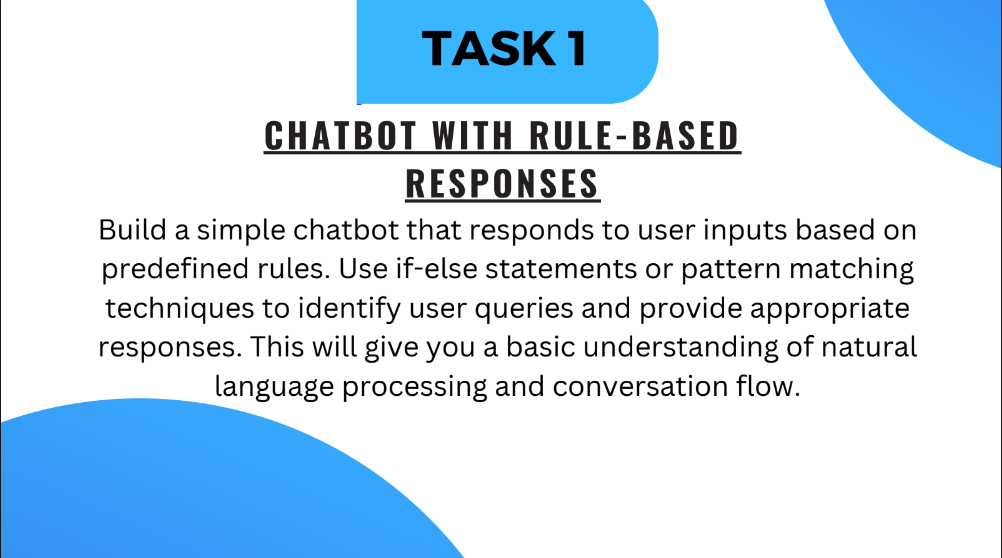 TASK 1
CHATBOT WITH RULE-BASED
RESPONSES
Build a simple chatbot that responds to user inputs based on
predefined rules. Use if-else statements or pattern matching
techniques to identify user queries and provide appropriate
responses. This will give you a basic understanding of natural
language processing and conversation flow.